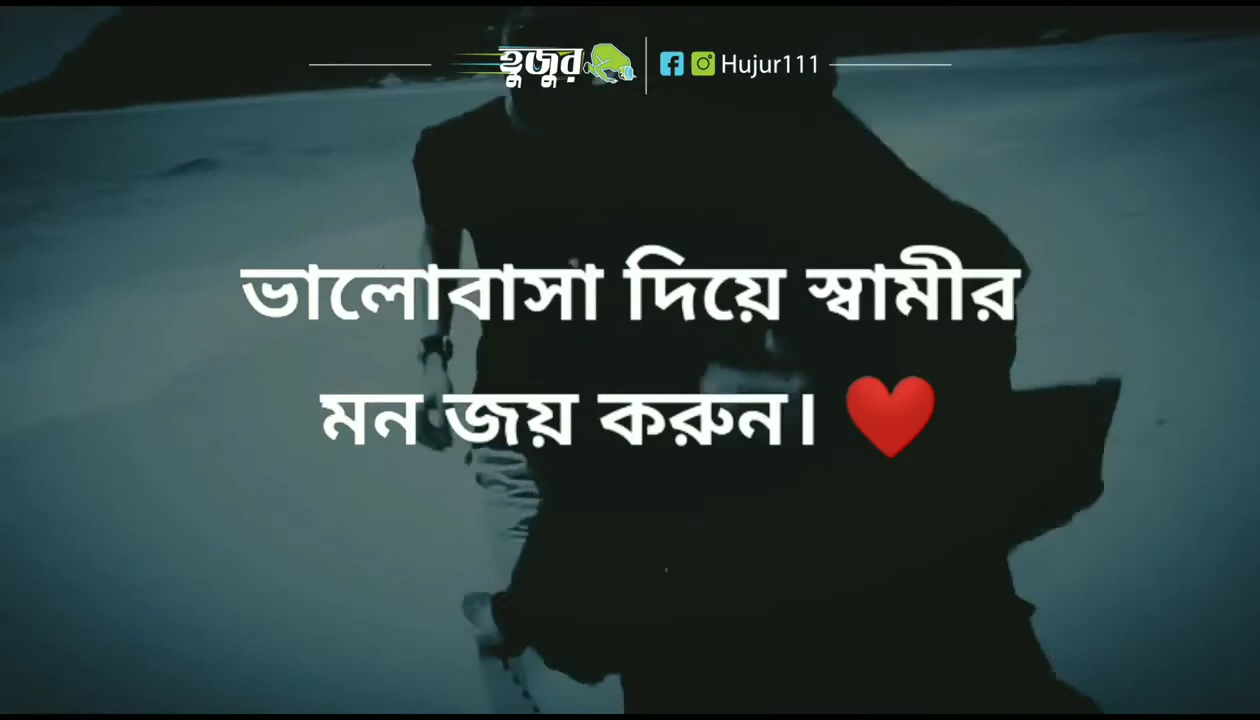 হুজুর Hujur111
ভালোবাসা দিয়ে স্বামীর
মন জয় করুন। ❤️